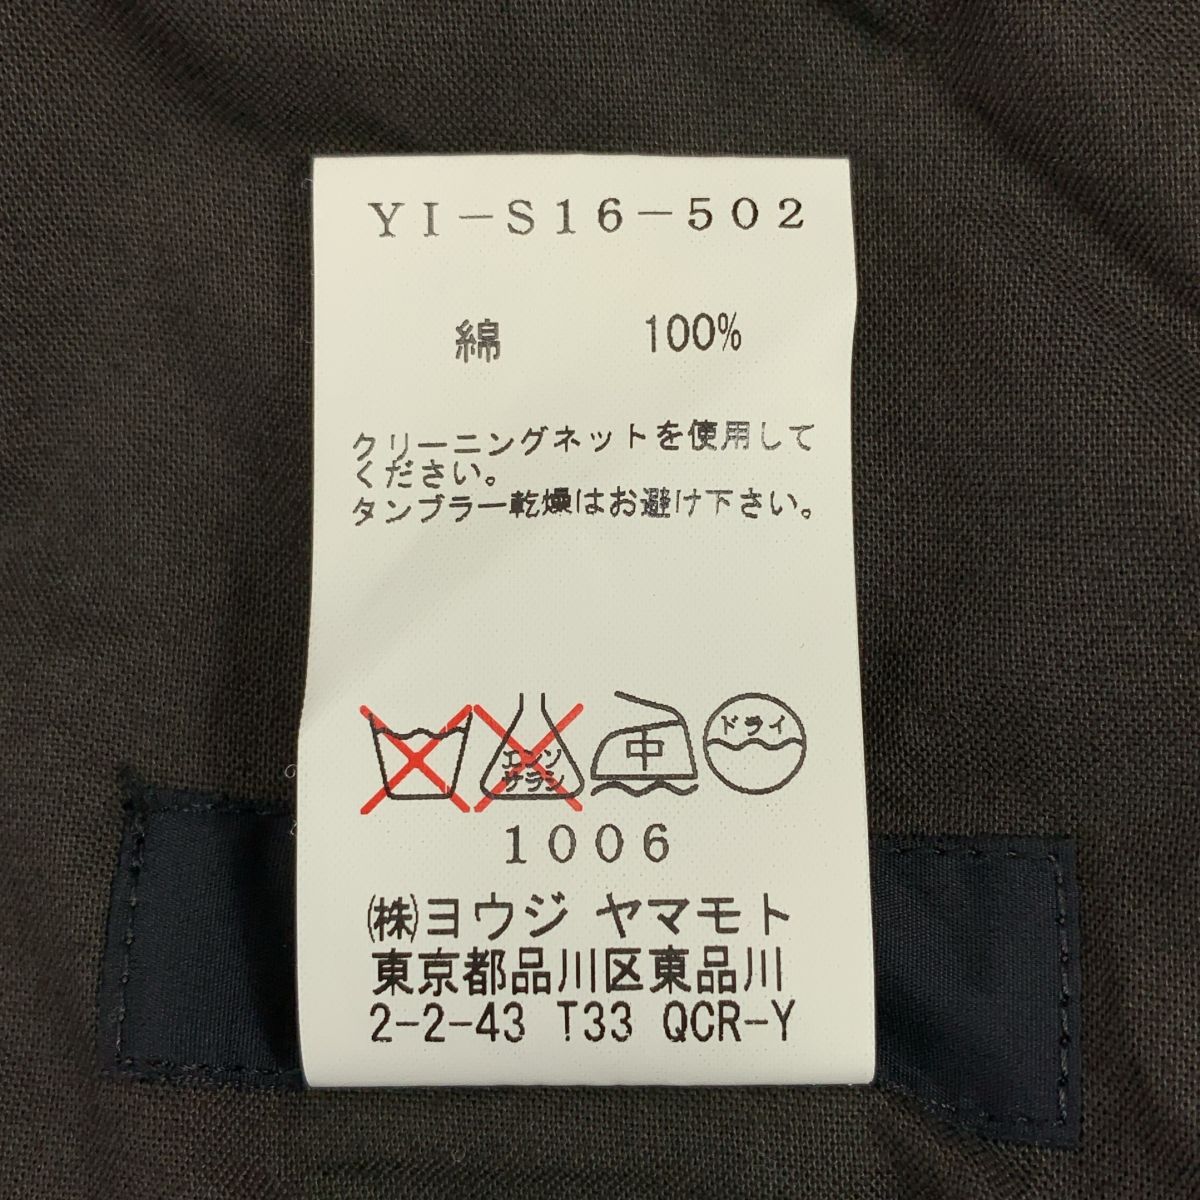 YI-S16-502
綿 100%
クリーニングネットを使用して
ください。
タンブラー乾燥はお避け下さい。
エンソ
サラシ
中
ドライ
1006
㈱ヨウジ ヤマモト
東京都品川区東品川
2-2-43 T33 QCR-Y